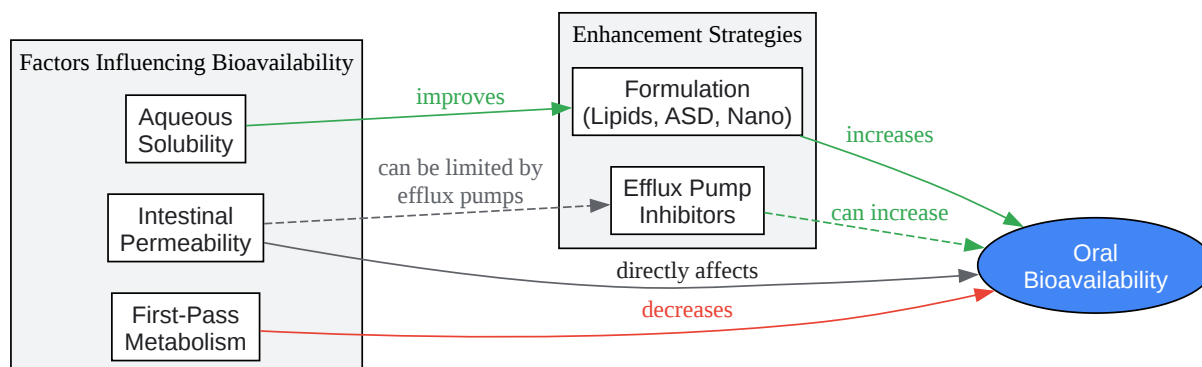 Enhancement Strategies
Factors Influencing Bioavailability
Formulation
(Lipids, ASD, Nano)
improves
Aqueous
Solubility
increases
can be limited by
efflux pumps
Efflux Pump
Inhibitors
Intestinal
Permeability
can increase
Oral
Bioavailability
directly affects
decreases
First-Pass
Metabolism